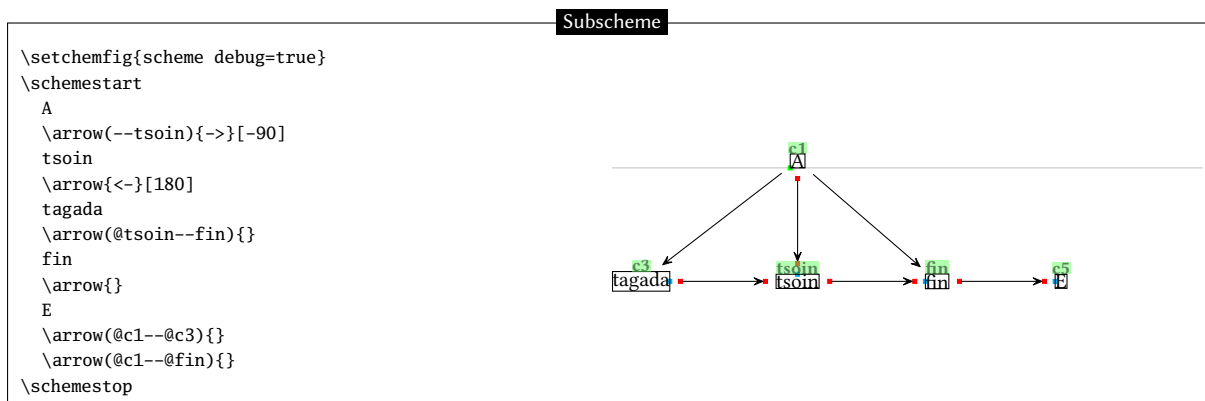 Subscheme
\setchemfig{scheme debug=true}
\schemestart
A
\arrow(--tsoin){->}[-90]
tsoin
\arrow{<-}[180]
tagada
\arrow(@tsoin--fin){}
fin
\arrow{}
E
\arrow(@c1--@c3){}
\arrow(@c1--@fin){}
\schemestop
c1
A
c3 tsoin fin c5
tagada tsoin fin E